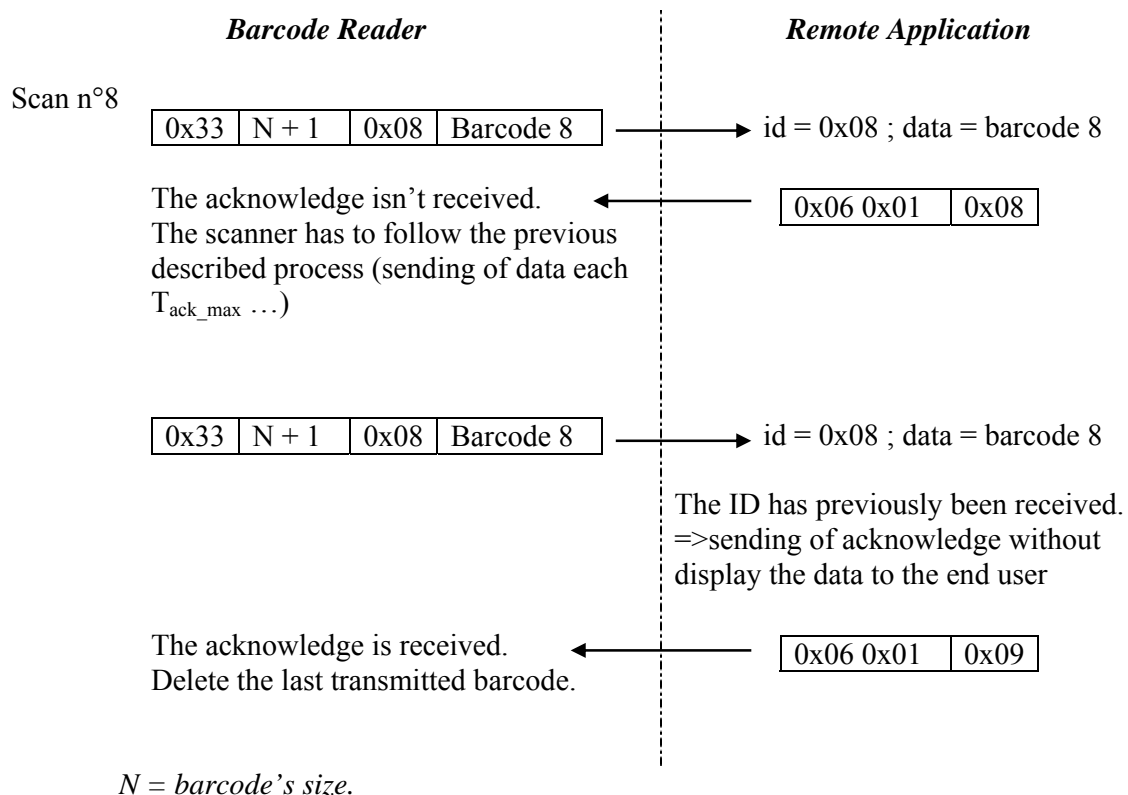 Barcode Reader Remote Application
Scan n°8
0x33 N + 1 0x08 Barcode 8 id = 0x08 ; data = barcode 8
The acknowledge isn’t received. 0x06 0x01 0x08
The scanner has to follow the previous
described process (sending of data each
Tack_max …)
0x33 N + 1 0x08 Barcode 8 id = 0x08 ; data = barcode 8
The ID has previously been received.
=>sending of acknowledge without
display the data to the end user
The acknowledge is received. 0x06 0x01 0x09
Delete the last transmitted barcode.
N = barcode’s size.